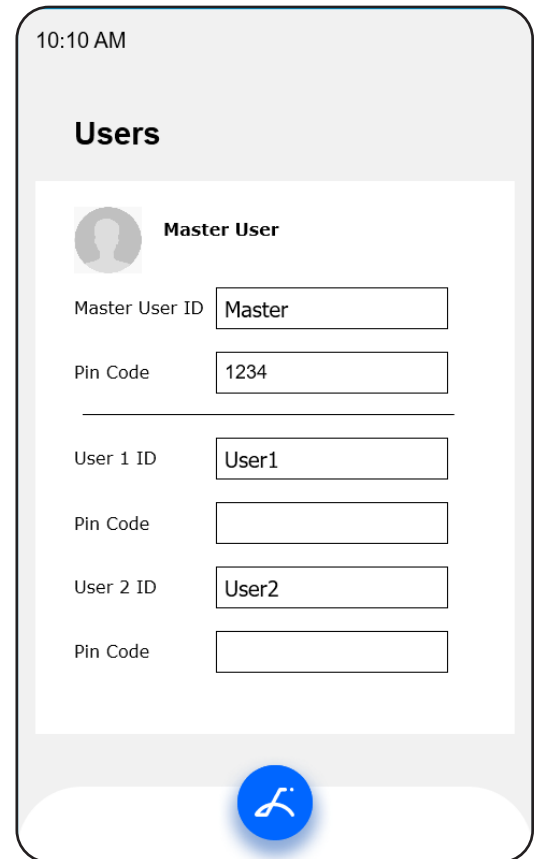 10:10 AM
Users
Master User
Master User ID Master
Pin Code 1234
User 1 ID User1
Pin Code
User 2 ID User2
Pin Code